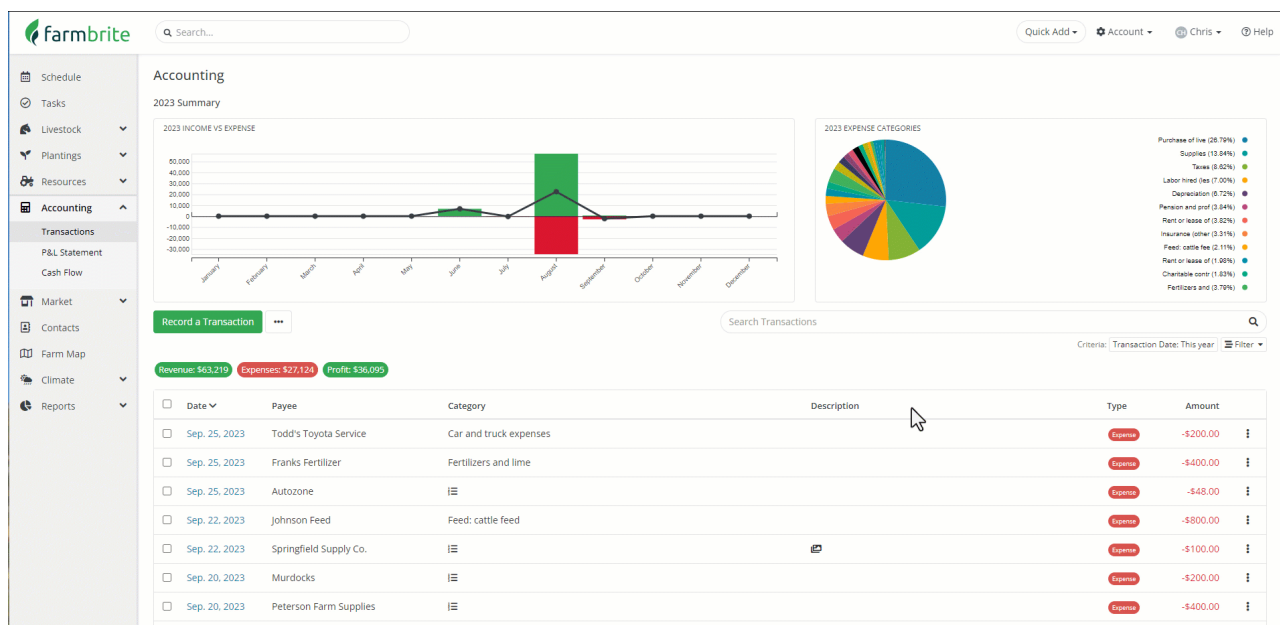 farmbrite
Search...
Quick Add
Account
CH Chris
Help
Schedule
Tasks
Livestock
Plantings
Resources
Accounting
Transactions
P&L Statement
Cash Flow
Market
Contacts
Farm Map
Climate
Reports
Accounting
2023 Summary
2023 INCOME VS EXPENSE
50,000
40,000
30,000
20,000
10,000
0
-10,000
-20,000
-30,000
January
February
March
April
May
June
July
August
September
October
November
December
2023 EXPENSE CATEGORIES
Purchase of live (26.79%)
Supplies (13.84%)
Taxes (8.62%)
Labor hired (les (7.00%)
Depreciation (6.72%)
Pension and prof (3.84%)
Rent or lease of (3.82%)
Insurance (other (3.31%)
Feed: cattle fee (2.11%)
Rent or lease of (1.98%)
Charitable contr (1.83%)
Fertilizers and (3.79%)
Record a Transaction
Search Transactions
Criteria: Transaction Date: This year Filter
Revenue: $63,219 Expenses: $27,124 Profit: $36,095
Date Payee Category Description Type Amount
Sep. 25, 2023 Todd's Toyota Service Car and truck expenses Expense -$200.00
Sep. 25, 2023 Franks Fertilizer Fertilizers and lime Expense -$400.00
Sep. 25, 2023 Autozone Expense -$48.00
Sep. 22, 2023 Johnson Feed Feed: cattle feed Expense -$800.00
Sep. 22, 2023 Springfield Supply Co. Expense -$100.00
Sep. 20, 2023 Murdocks Expense -$200.00
Sep. 20, 2023 Peterson Farm Supplies Expense -$400.00